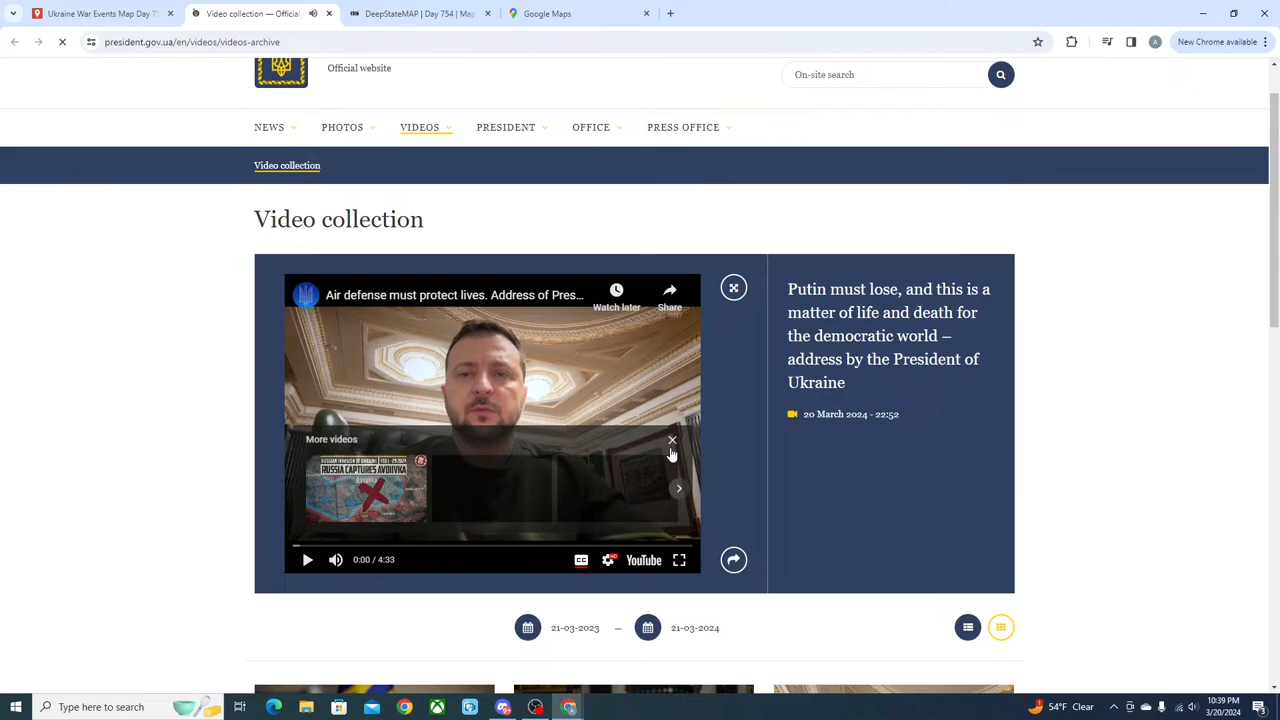 Ukraine War Events Map Day 7
Video collection — Official
DeepStateMAP | Day 754 | Map
Google Maps
president.gov.ua/en/videos/videos-archive
New Chrome available
Official website
On-site search
NEWS
PHOTOS
VIDEOS
PRESIDENT
OFFICE
PRESS OFFICE
Video collection
Video collection
Air defense must protect lives. Address of Pres...
Watch later
Share
Putin must lose, and this is a
matter of life and death for
the democratic world –
address by the President of
Ukraine
20 March 2024 - 22:52
More videos
RUSSIA CAPTURES AVDIIVKA
0:00 / 4:33
CC
HD
YouTube
21-03-2023
–
21-03-2024
Type here to search
54°F Clear
10:39 PM
3/20/2024